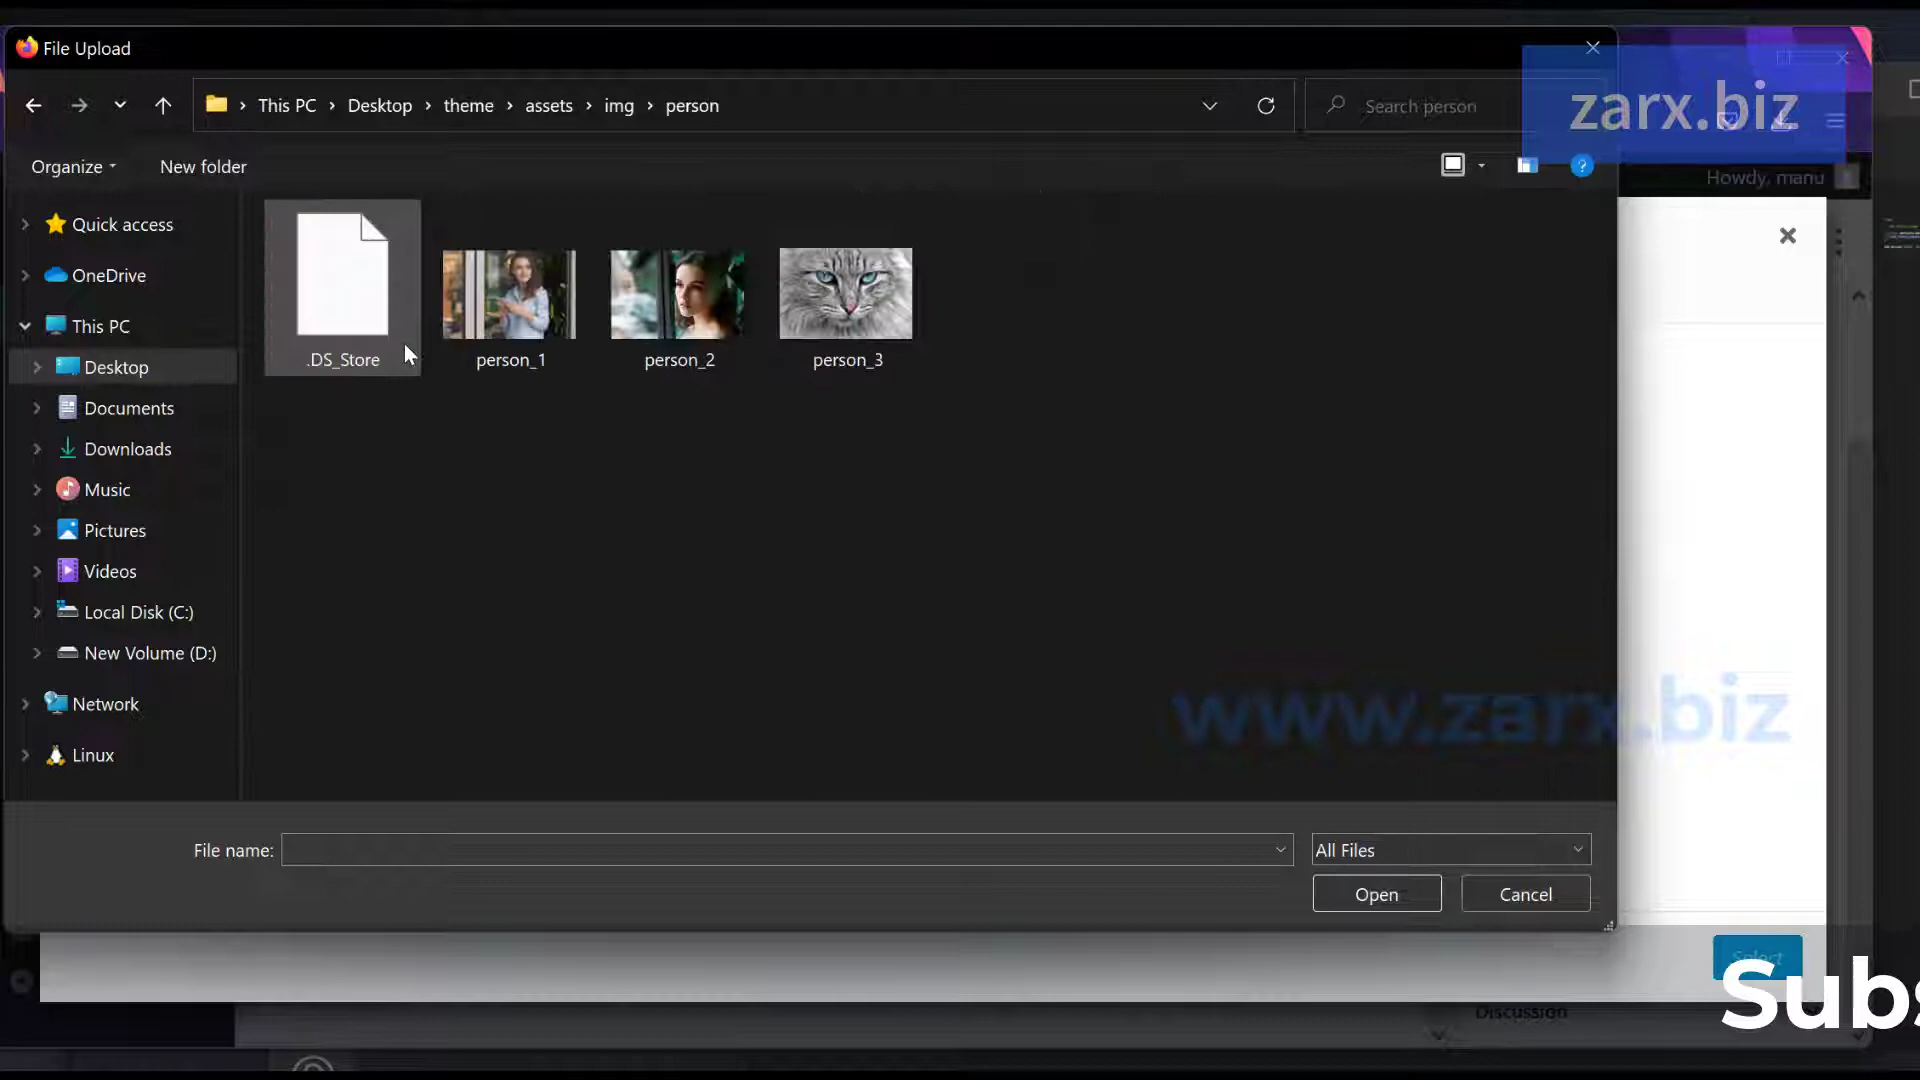 File Upload
This PC > Desktop > theme > assets > img > person
Search person
zarx.biz
Organize
New folder
Howdy, manu
Quick access
OneDrive
This PC
Desktop
Documents
Downloads
Music
Pictures
Videos
Local Disk (C:)
New Volume (D:)
Network
Linux
.DS_Store
person_1
person_2
person_3
www.zarx.biz
File name:
All Files
Open
Cancel
Select
Subs
Discussion